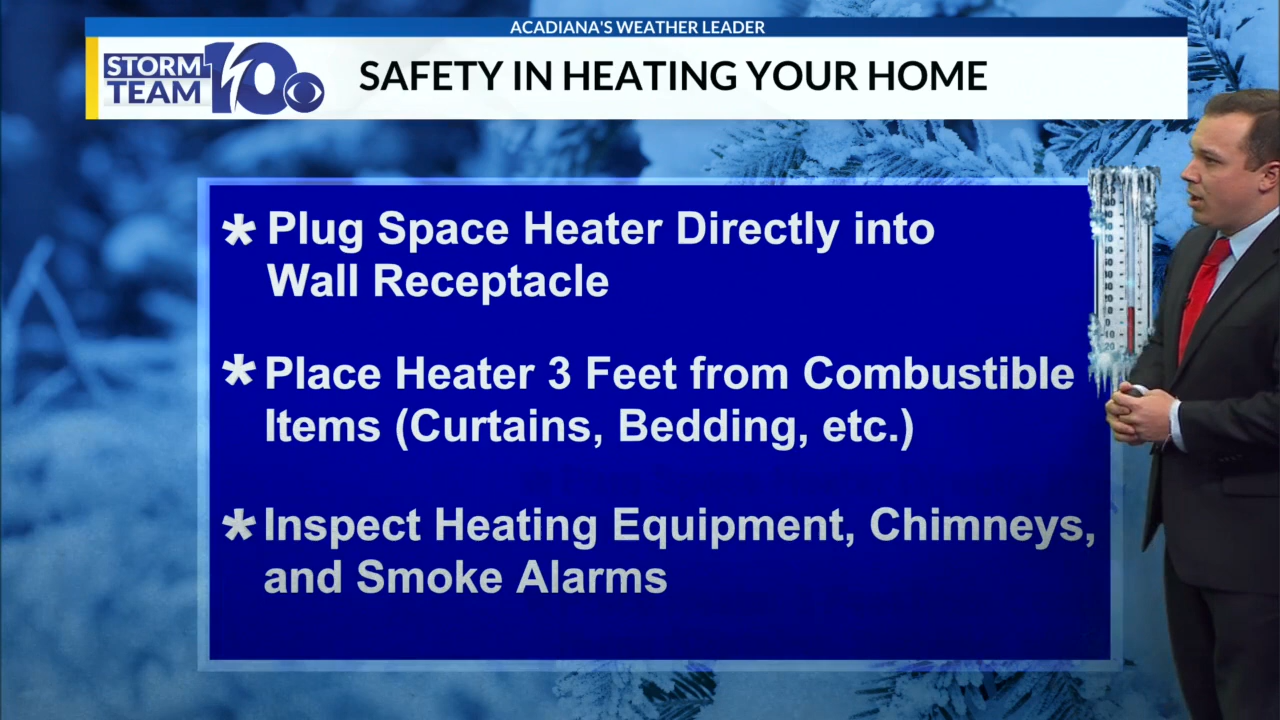 ACADIANA'S WEATHER LEADER
STORM
TEAM
10
SAFETY IN HEATING YOUR HOME
* Plug Space Heater Directly into
Wall Receptacle
* Place Heater 3 Feet from Combustible
Items (Curtains, Bedding, etc.)
* Inspect Heating Equipment, Chimneys,
and Smoke Alarms